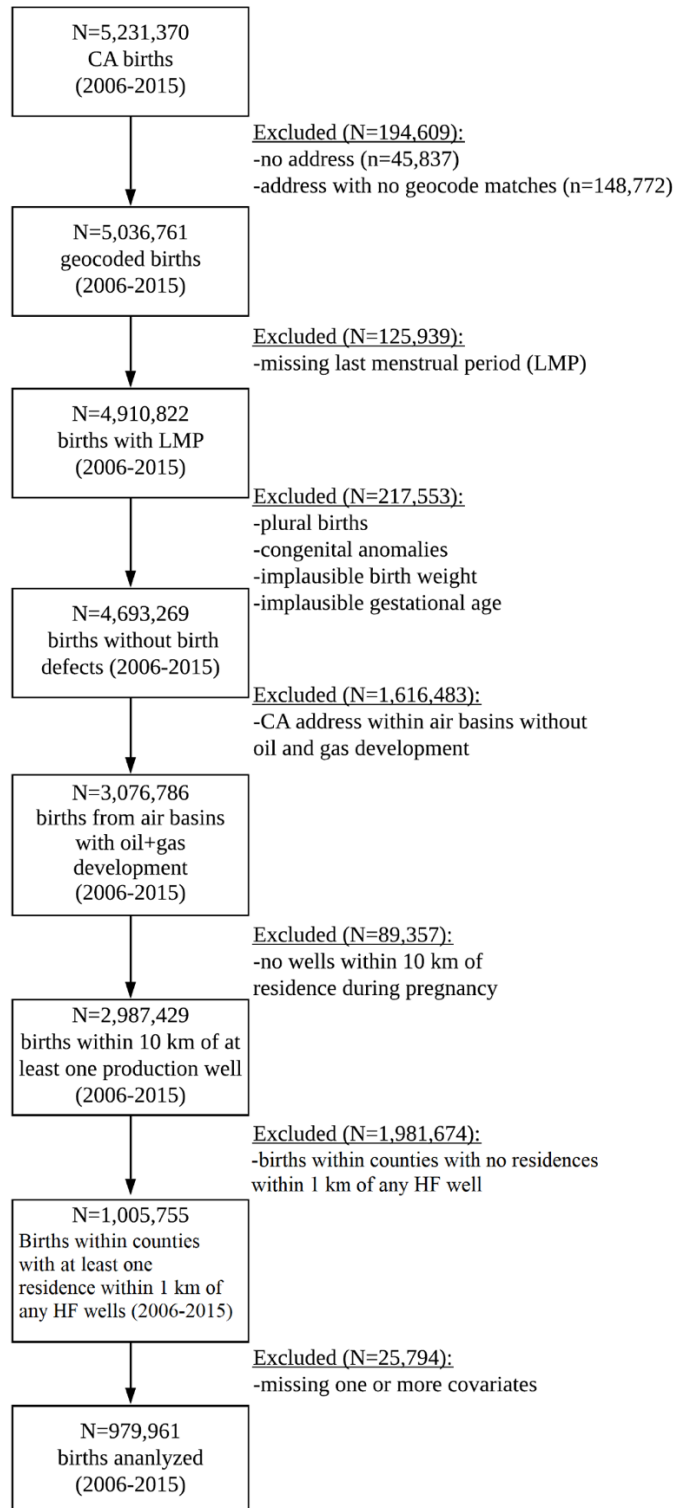 N=5,231,370
CA births
(2006-2015)
Excluded (N=194,609):
-no address (n=45,837)
-address with no geocode matches (n=148,772)
N=5,036,761
geocoded births
(2006-2015)
Excluded (N=125,939):
-missing last menstrual period (LMP)
N=4,910,822
births with LMP
(2006-2015)
Excluded (N=217,553):
-plural births
-congenital anomalies
-implausible birth weight
-implausible gestational age
N=4,693,269
births without birth
defects (2006-2015)
Excluded (N=1,616,483):
-CA address within air basins without
oil and gas development
N=3,076,786
births from air basins
with oil+gas
development
(2006-2015)
Excluded (N=89,357):
-no wells within 10 km of
residence during pregnancy
N=2,987,429
births within 10 km of at
least one production well
(2006-2015)
Excluded (N=1,981,674):
-births within counties with no residences
within 1 km of any HF well
N=1,005,755
Births within counties
with at least one
residence within 1 km of
any HF wells (2006-2015)
Excluded (N=25,794):
-missing one or more covariates
N=979,961
births ananlyzed
(2006-2015)